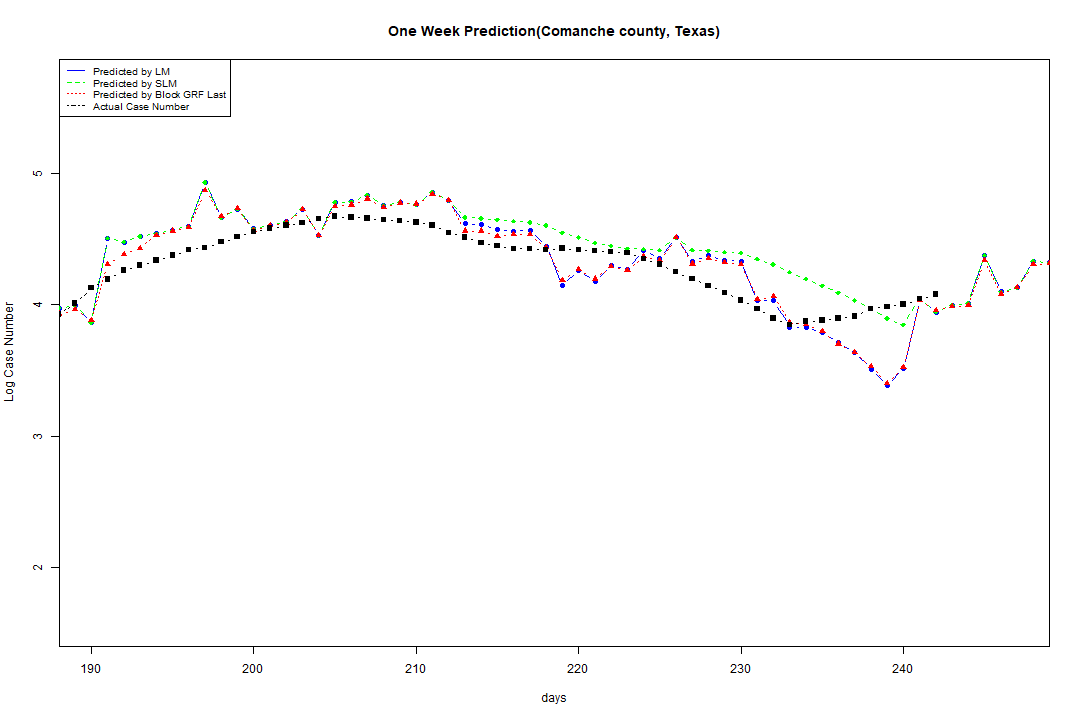 One Week Prediction(Comanche county, Texas)
Predicted by LM
Predicted by SLM
Predicted by Block GRF Last
Actual Case Number
5
4
3
2
Log Case Number
190 200 210 220 230 240
days